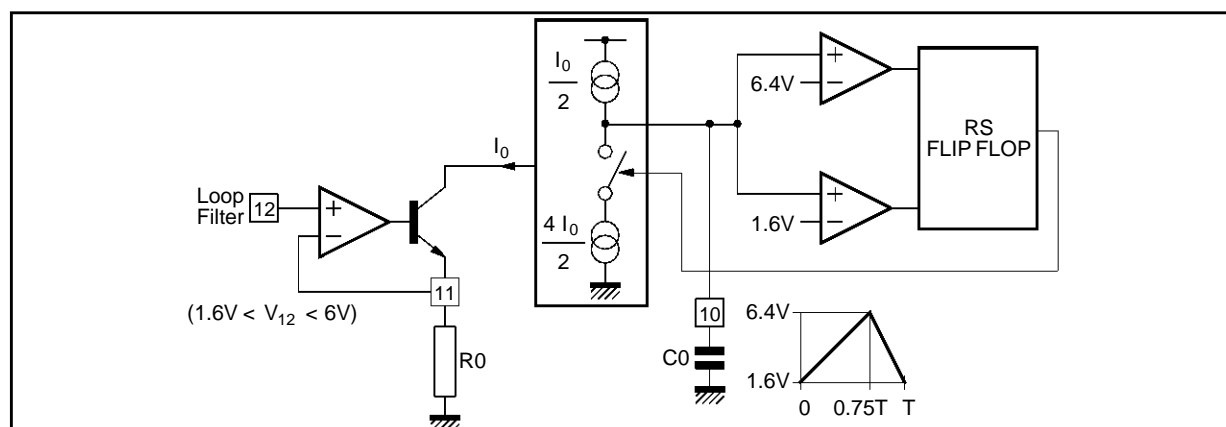 I0
2
6.4V
RS
FLIP FLOP
I0
Loop
Filter
12
4 I0
2
1.6V
11
(1.6V < V12 < 6V)
R0
10
C0
6.4V
1.6V
0 0.75T T
+
−
+
−
+
−